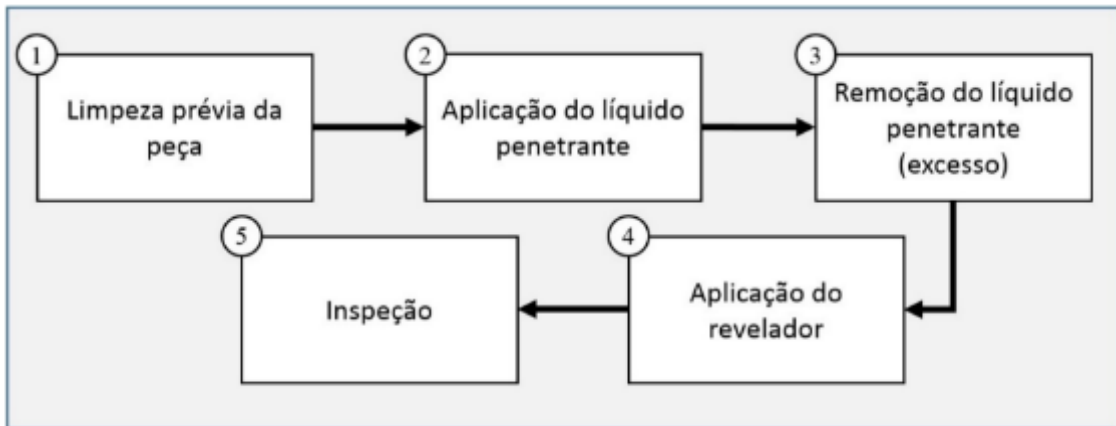 1
Limpeza prévia da
peça
2
Aplicação do líquido
penetrante
3
Remoção do líquido
penetrante
(excesso)
4
Aplicação do
revelador
5
Inspeção